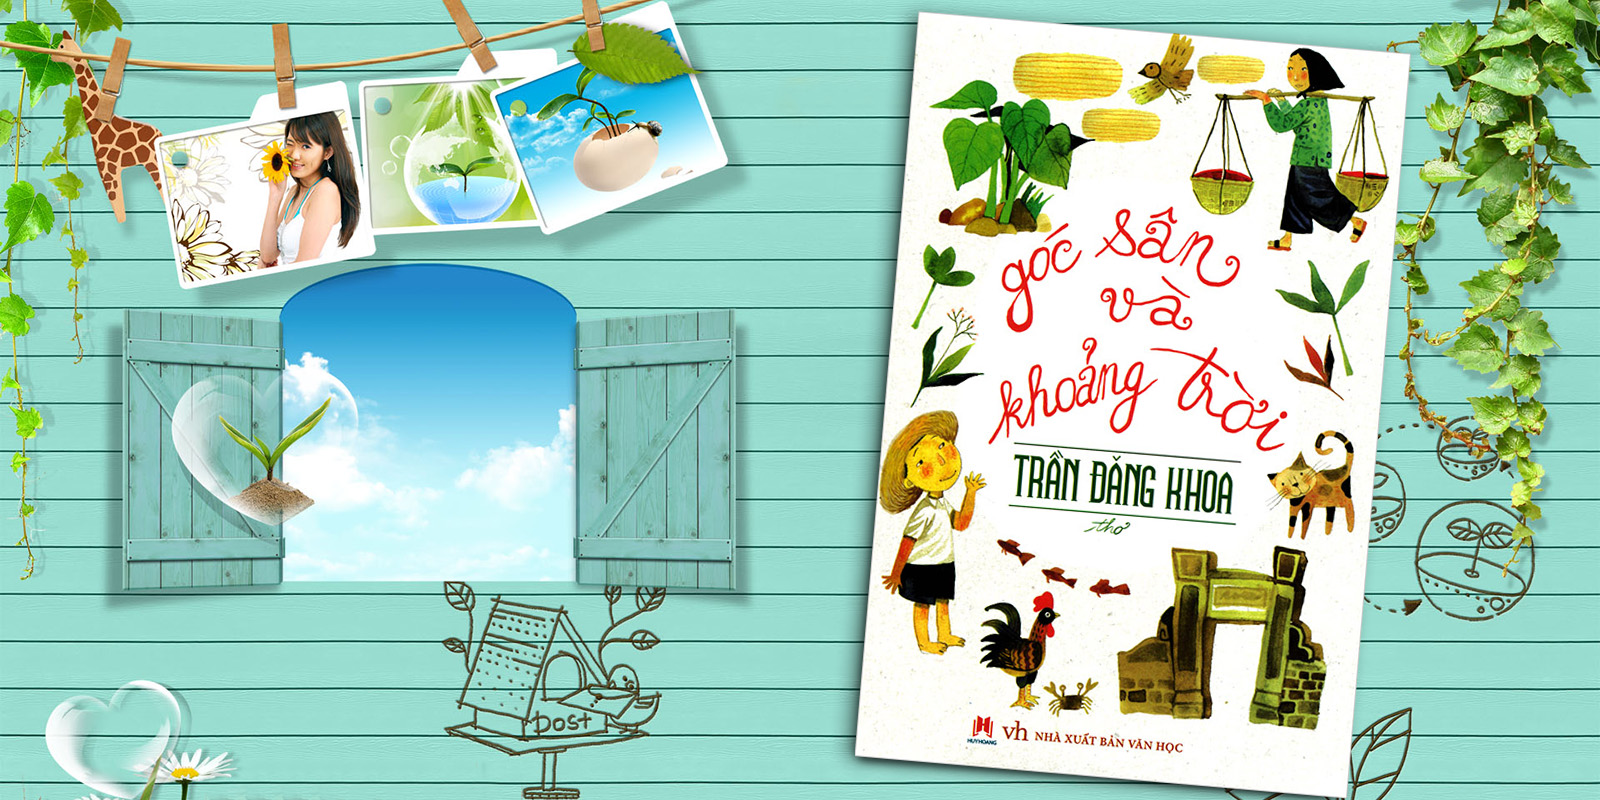 góc sân
và
khoảng trời
TRẦN ĐĂNG KHOA
thơ
post
HUYHOANG
vh NHÀ XUẤT BẢN VĂN HỌC